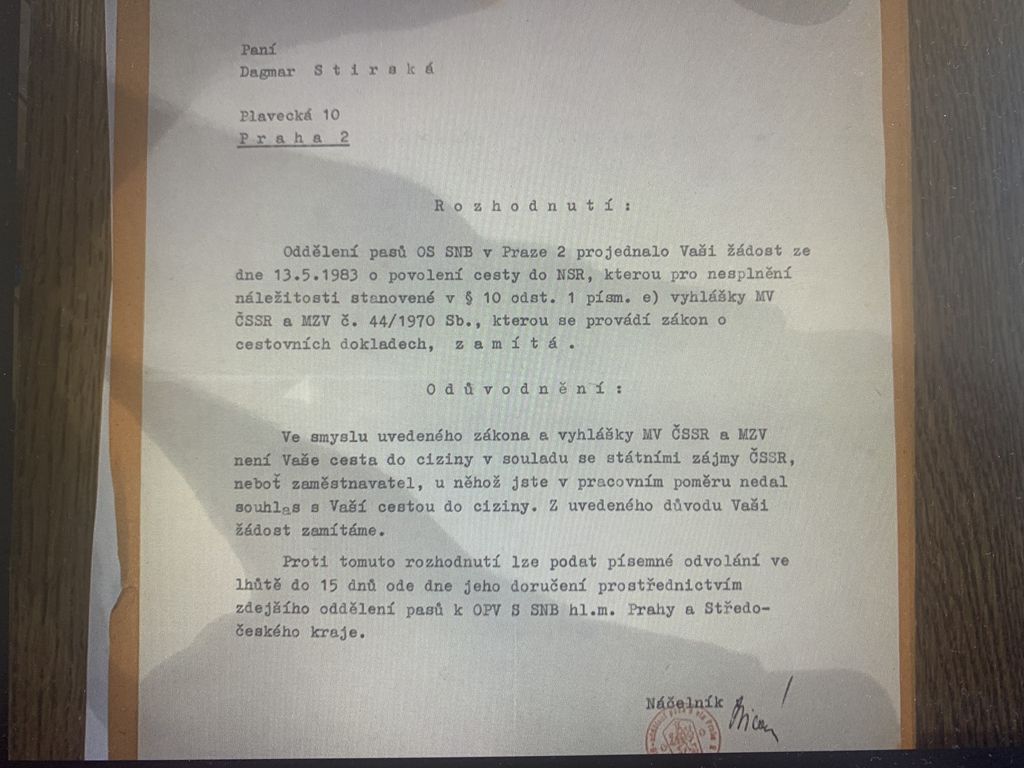 Paní
Dagmar S t í r s k á
Plavecká 10
P r a h a 2
R o z h o d n u t í :
Oddělení pasů OS SNB v Praze 2 projednalo Vaši žádost ze
dne 13.5.1983 o povolení cesty do NSR, kterou pro nesplnění
náležitosti stanovené v § 10 odst. 1 písm. e) vyhlášky MV
ČSSR a MZV č. 44/1970 Sb., kterou se provádí zákon o
cestovních dokladech, z a m í t á .
O d ů v o d n ě n í :
Ve smyslu uvedeného zákona a vyhlášky MV ČSSR a MZV
není Vaše cesta do ciziny v souladu se státními zájmy ČSSR,
neboť zaměstnavatel, u něhož jste v pracovním poměru nedal
souhlas s Vaší cestou do ciziny. Z uvedeného důvodu Vaši
žádost zamítáme.
Proti tomuto rozhodnutí lze podat písemné odvolání ve
lhůtě do 15 dnů ode dne jeho doručení prostřednictvím
zdejšího oddělení pasů k OPV S SNB hl.m. Prahy a Středo-
českého kraje.
Náčelník